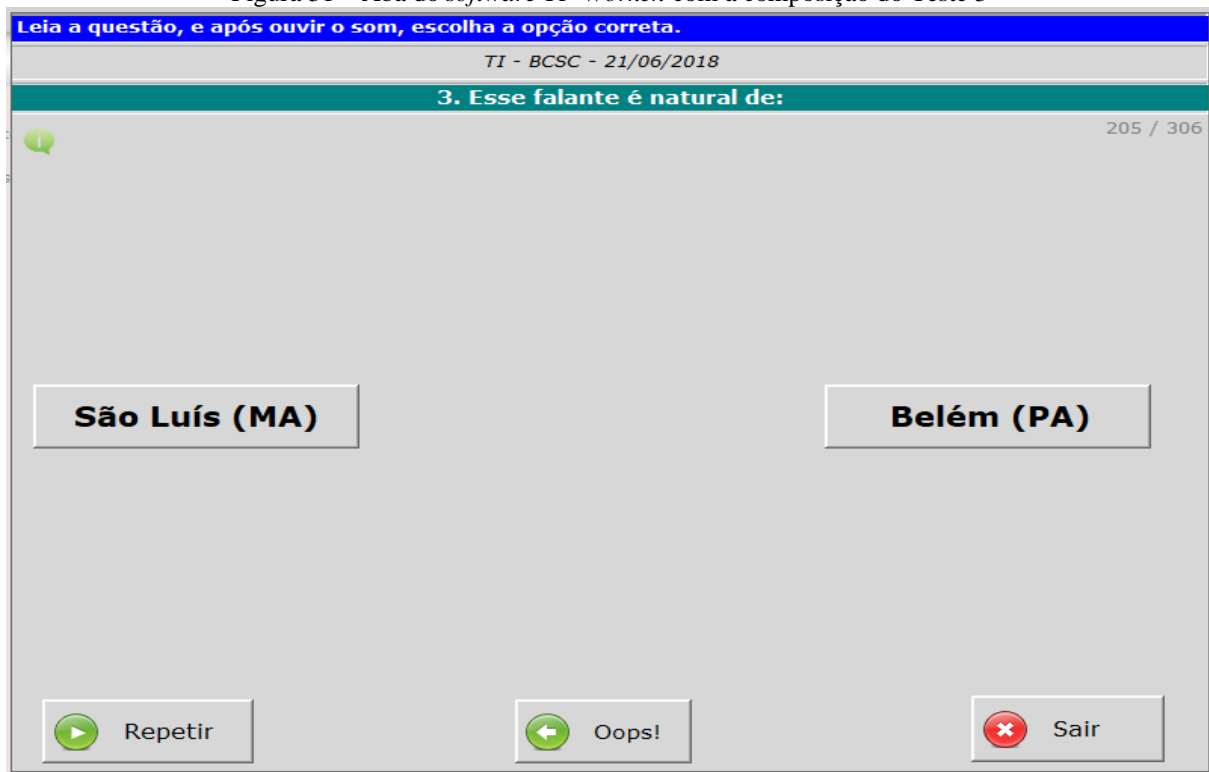 Leia a questão, e após ouvir o som, escolha a opção correta.
TI - BCSC - 21/06/2018
3. Esse falante é natural de:
205 / 306
São Luís (MA)
Belém (PA)
Repetir
Oops!
Sair